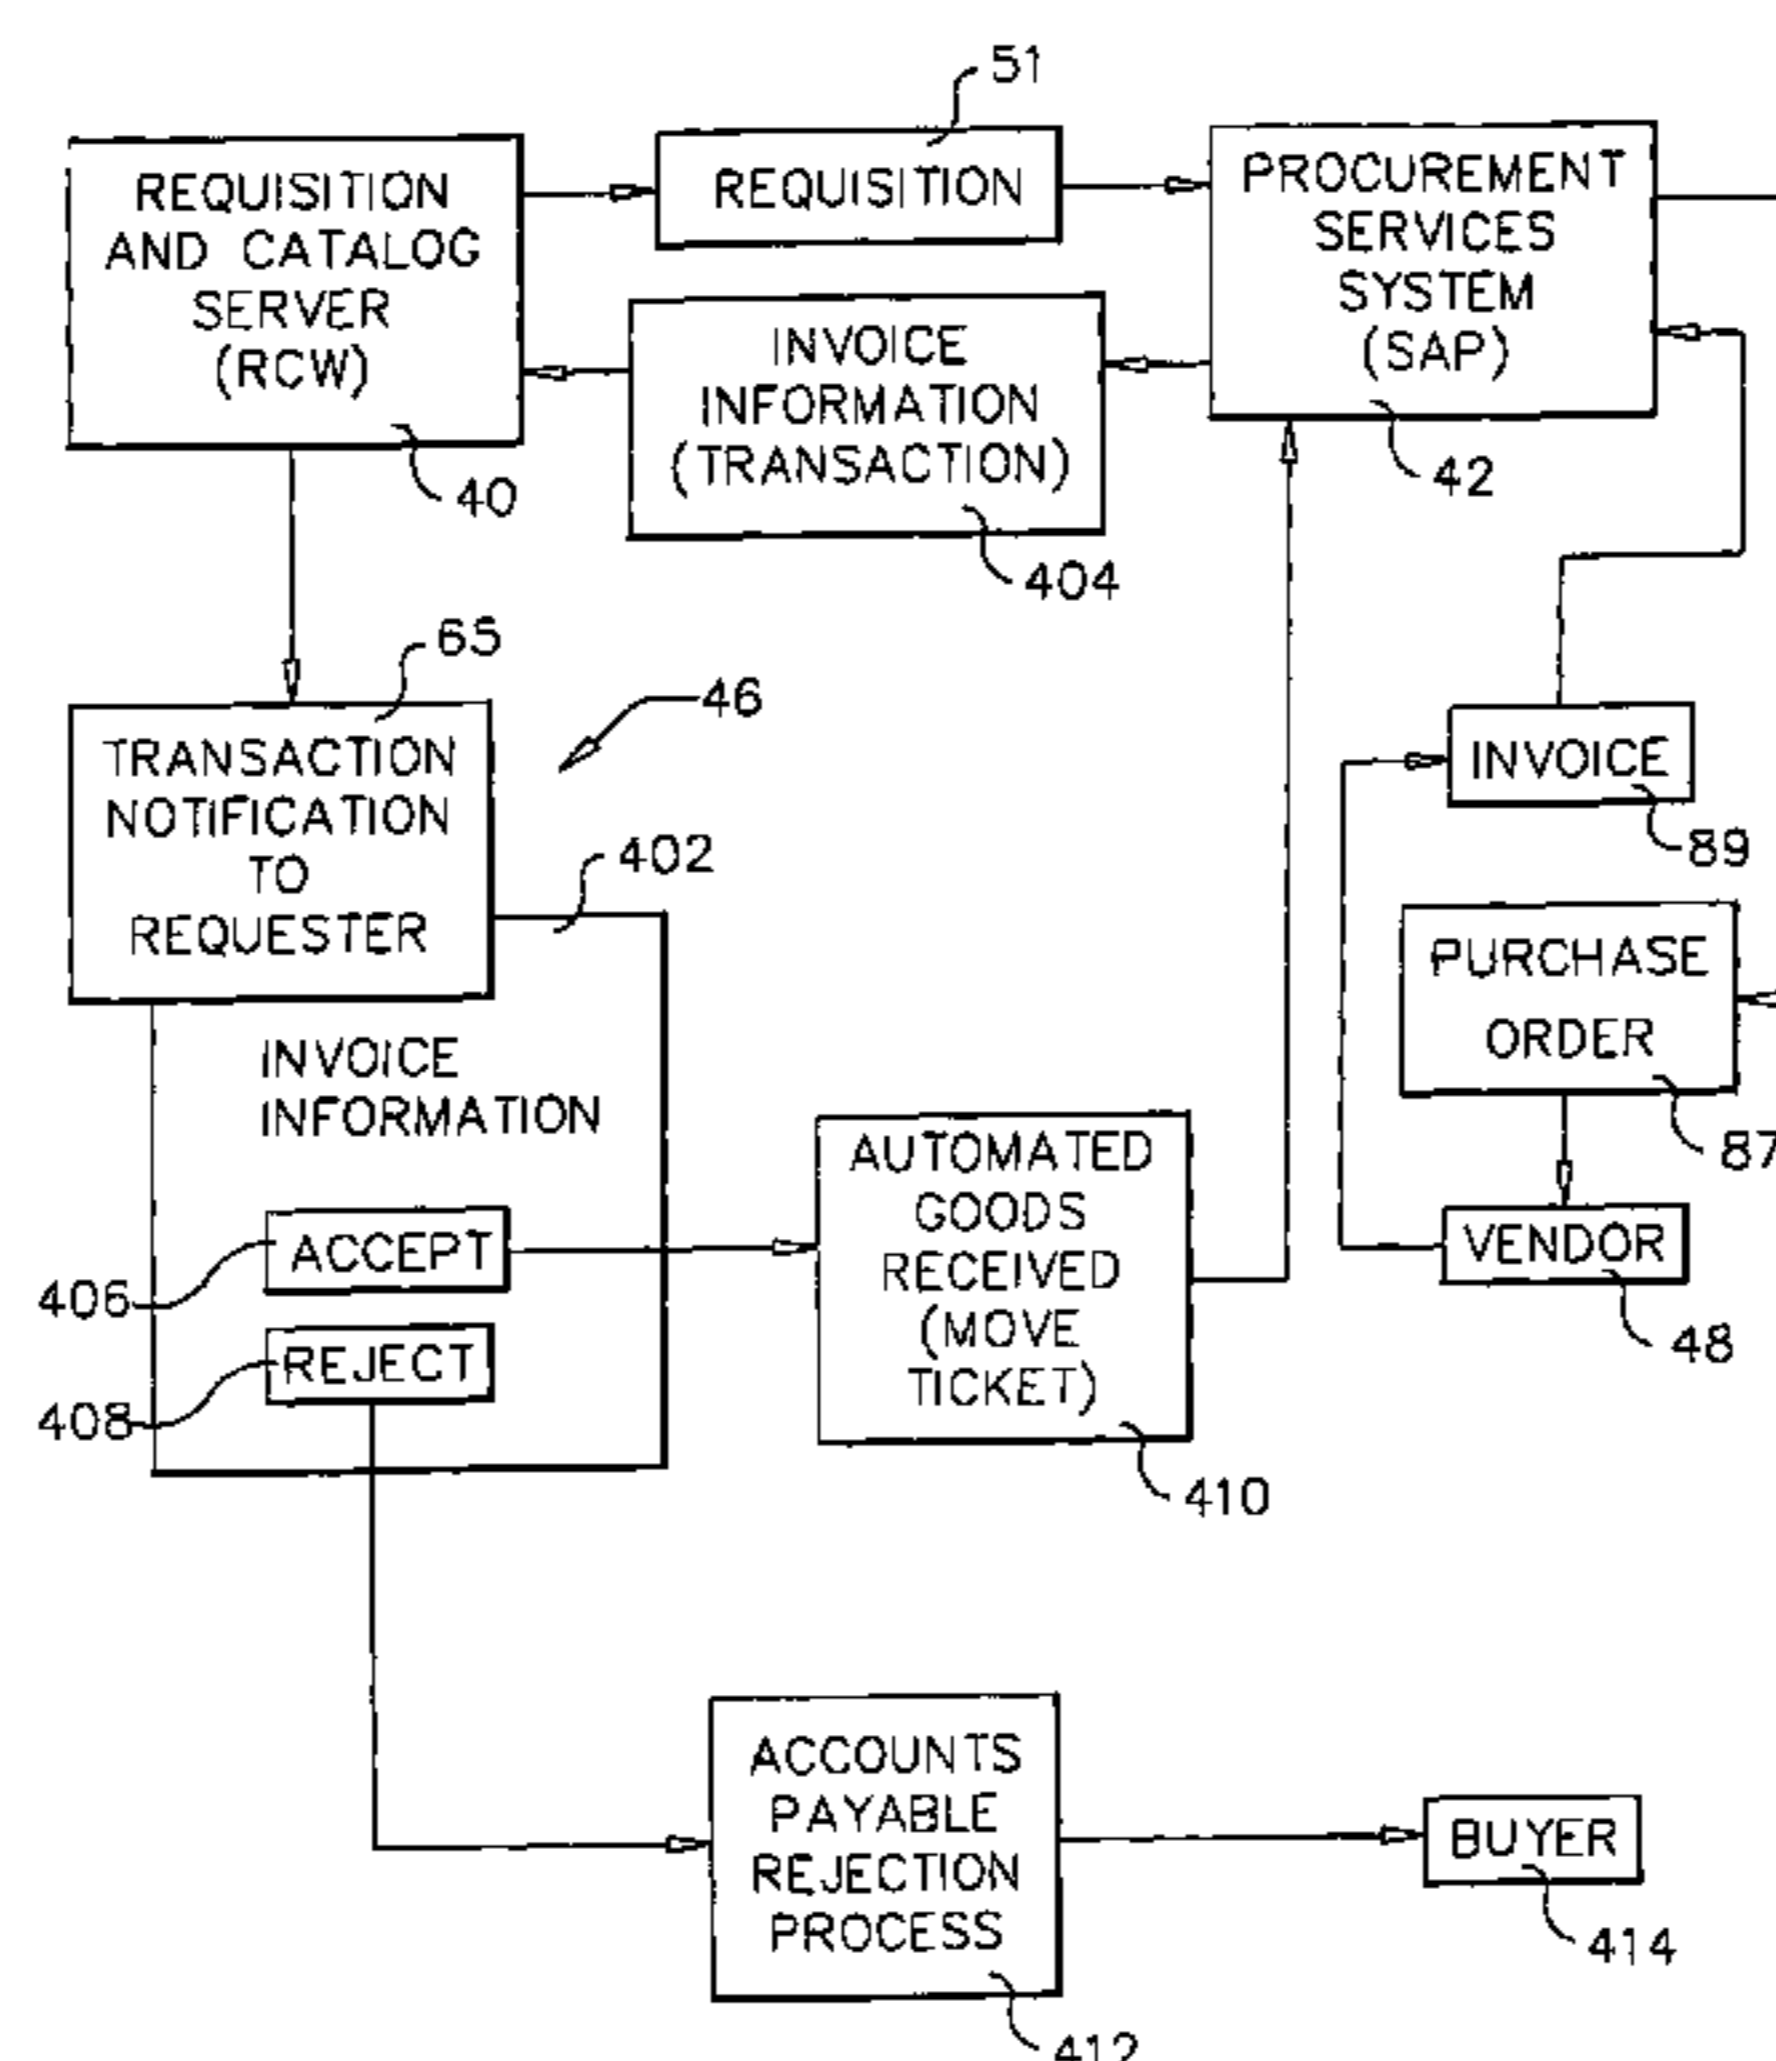 51
REQUISITION
AND CATALOG
SERVER
(RCW)
40
REQUISITION
PROCUREMENT
SERVICES
SYSTEM
(SAP)
42
INVOICE
INFORMATION
(TRANSACTION)
404
65
46
TRANSACTION
NOTIFICATION
TO
REQUESTER
402
INVOICE
89
PURCHASE
ORDER
87
INVOICE
INFORMATION
ACCEPT
406
REJECT
408
AUTOMATED
GOODS
RECEIVED
(MOVE
TICKET)
410
VENDOR
48
ACCOUNTS
PAYABLE
REJECTION
PROCESS
412
BUYER
414